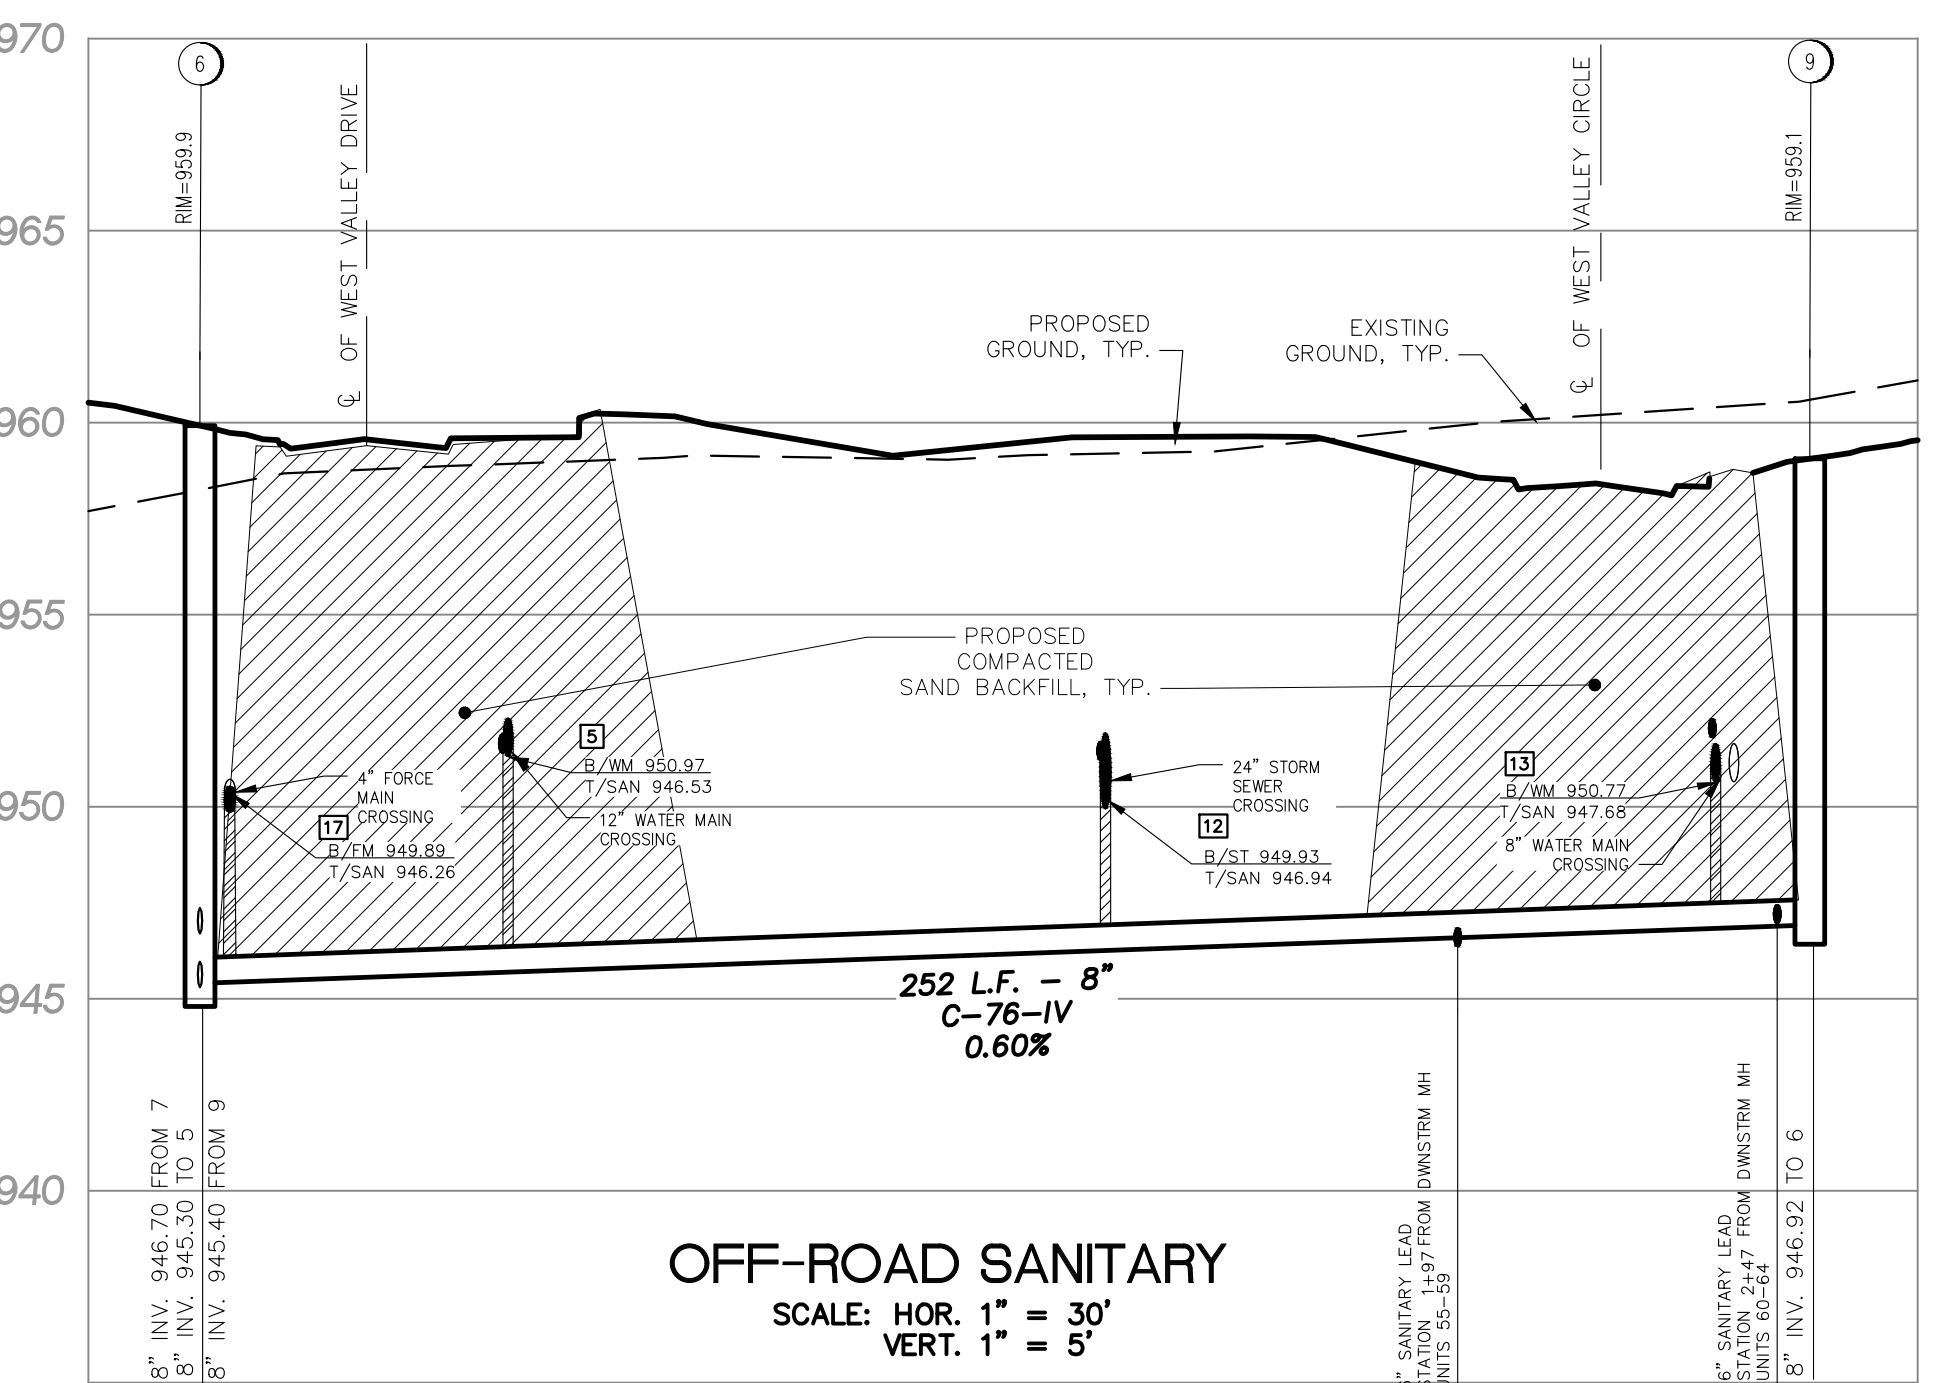 970
965
960
955
950
945
940
6
RIM=959.9
℄ OF WEST VALLEY DRIVE
℄ OF WEST VALLEY CIRCLE
9
RIM=959.1
PROPOSED
GROUND, TYP.
EXISTING
GROUND, TYP.
PROPOSED
COMPACTED
SAND BACKFILL, TYP.
4" FORCE
MAIN
CROSSING
17
B/FM 949.89
T/SAN 946.26
5
B/WM 950.97
T/SAN 946.53
12" WATER MAIN
CROSSING
24" STORM
SEWER
CROSSING
12
B/ST 949.93
T/SAN 946.94
13
B/WM 950.77
T/SAN 947.68
8" WATER MAIN
CROSSING
252 L.F. - 8"
C-76-IV
0.60%
8" INV. 946.70 FROM 7
8" INV. 945.30 TO 5
8" INV. 945.40 FROM 9
OFF-ROAD SANITARY
SCALE: HOR. 1" = 30'
VERT. 1" = 5'
6" SANITARY LEAD
STATION 1+97 FROM DWNSTRM MH
UNITS 55-59
6" SANITARY LEAD
STATION 2+47 FROM DWNSTRM MH
UNITS 60-64
8" INV. 946.92 TO 6